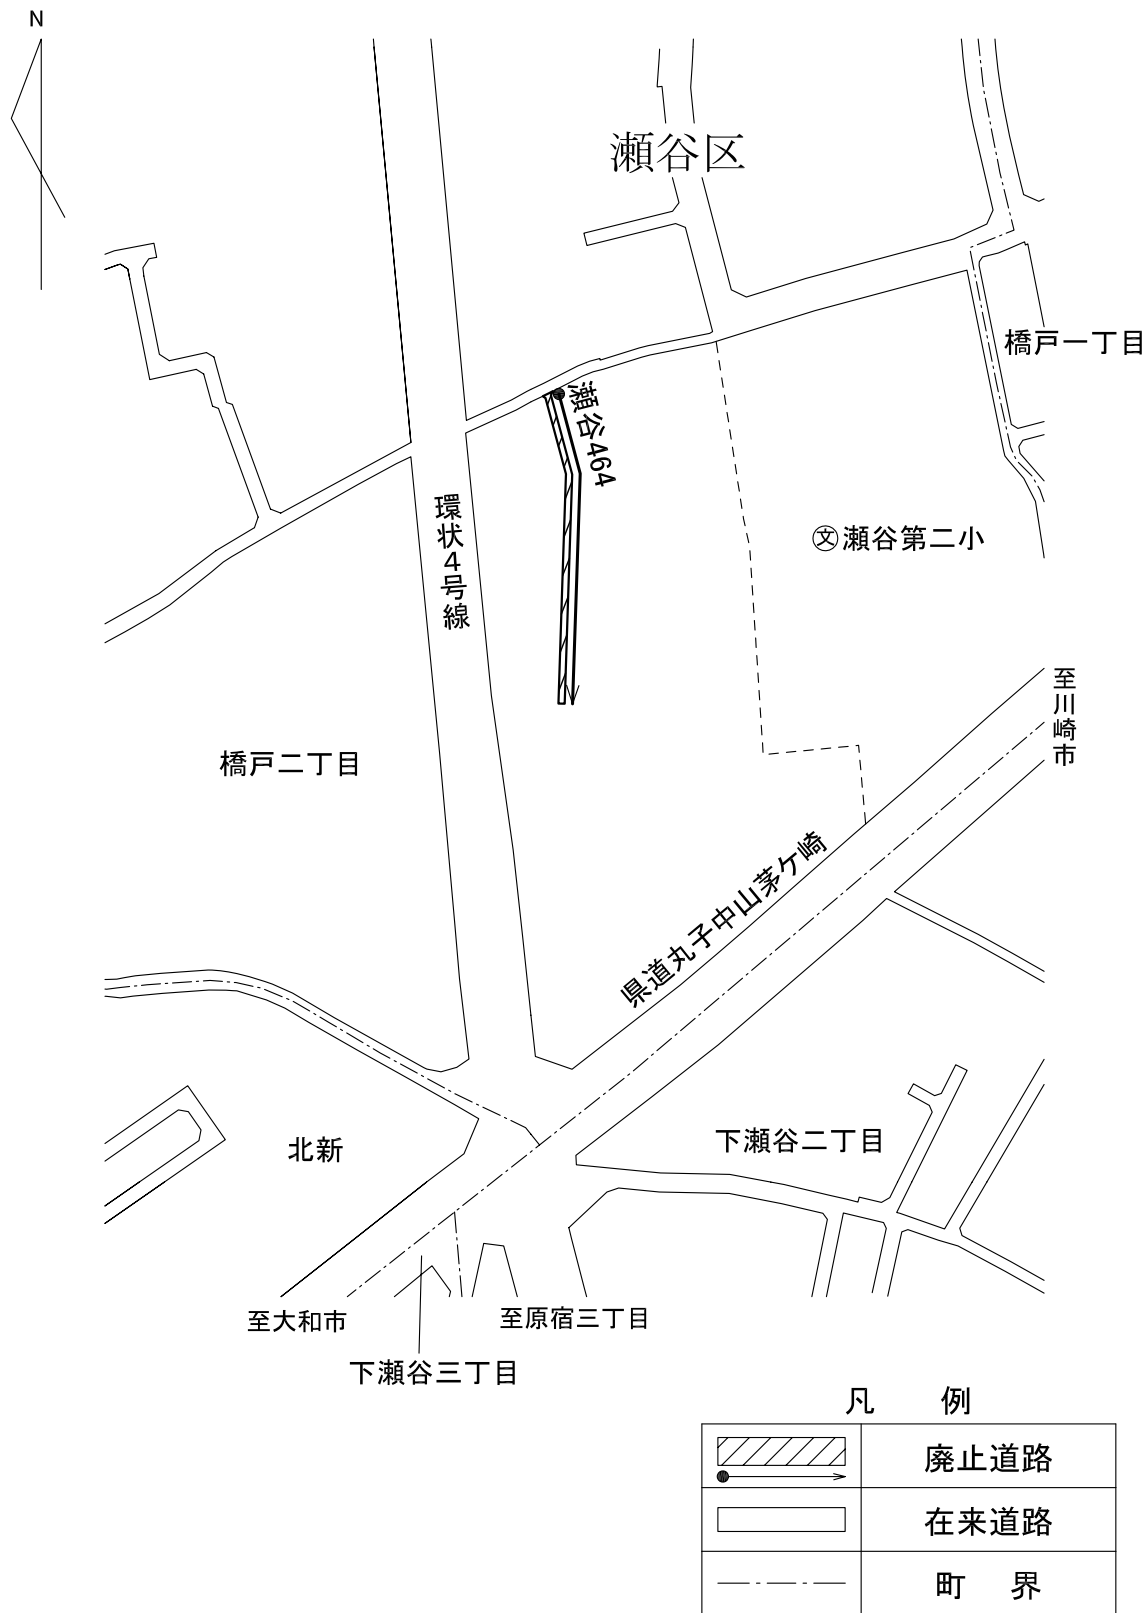 N
瀬谷区
橋戸一丁目
瀬谷464
環状4号線
文
瀬谷第二小
至川崎市
橋戸二丁目
県道丸子中山茅ケ崎
北新
下瀬谷二丁目
至大和市
至原宿三丁目
下瀬谷三丁目
凡 例
廃止道路
在来道路
町 界